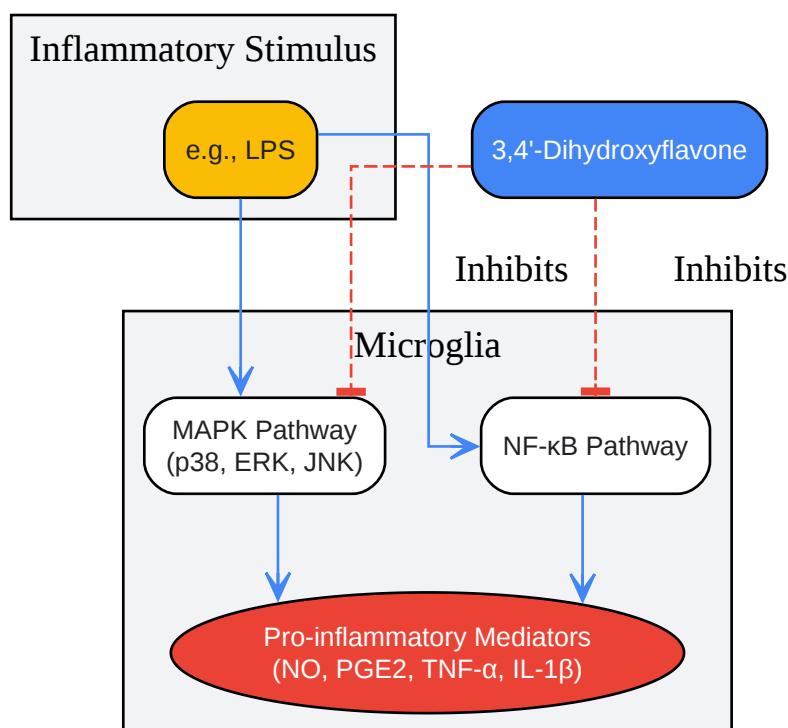 Inflammatory Stimulus
e.g., LPS
3,4'-Dihydroxyflavone
Inhibits
Inhibits
Microglia
MAPK Pathway
(p38, ERK, JNK)
NF-κB Pathway
Pro-inflammatory Mediators
(NO, PGE2, TNF-α, IL-1β)